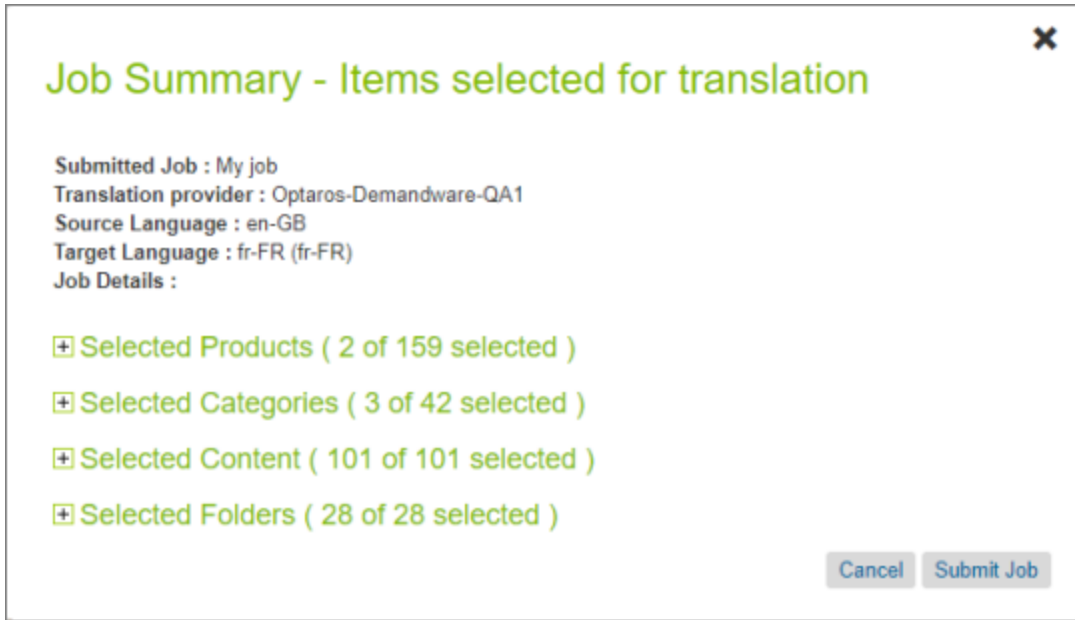 Job Summary - Items selected for translation
Submitted Job : My job
Translation provider : Optaros-Demandware-QA1
Source Language : en-GB
Target Language : fr-FR (fr-FR)
Job Details :
Selected Products ( 2 of 159 selected )
Selected Categories ( 3 of 42 selected )
Selected Content ( 101 of 101 selected )
Selected Folders ( 28 of 28 selected )
Cancel Submit Job